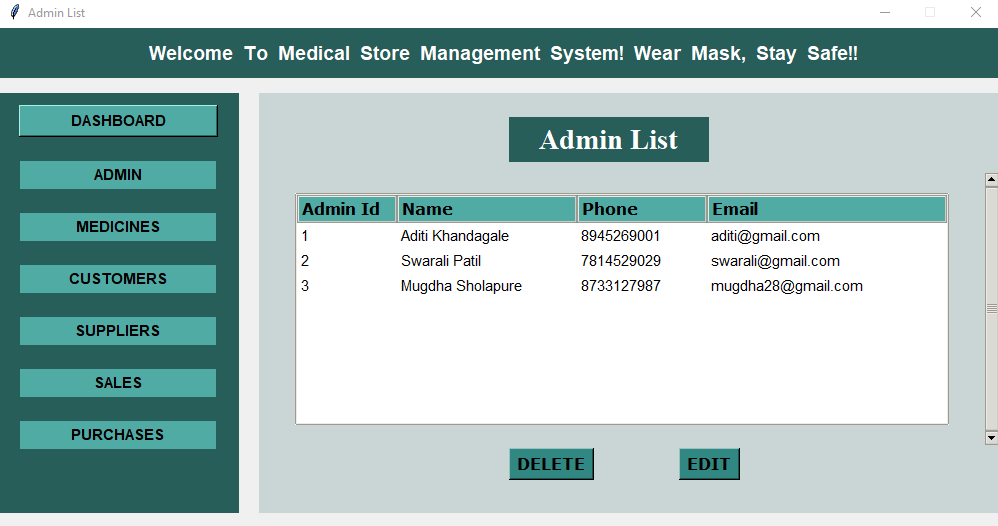 Admin List
Welcome To Medical Store Management System! Wear Mask, Stay Safe!!
DASHBOARD
ADMIN
MEDICINES
CUSTOMERS
SUPPLIERS
SALES
PURCHASES
Admin List
Admin Id Name Phone Email
1 Aditi Khandagale 8945269001 aditi@gmail.com
2 Swarali Patil 7814529029 swarali@gmail.com
3 Mugdha Sholapure 8733127987 mugdha28@gmail.com
DELETE EDIT